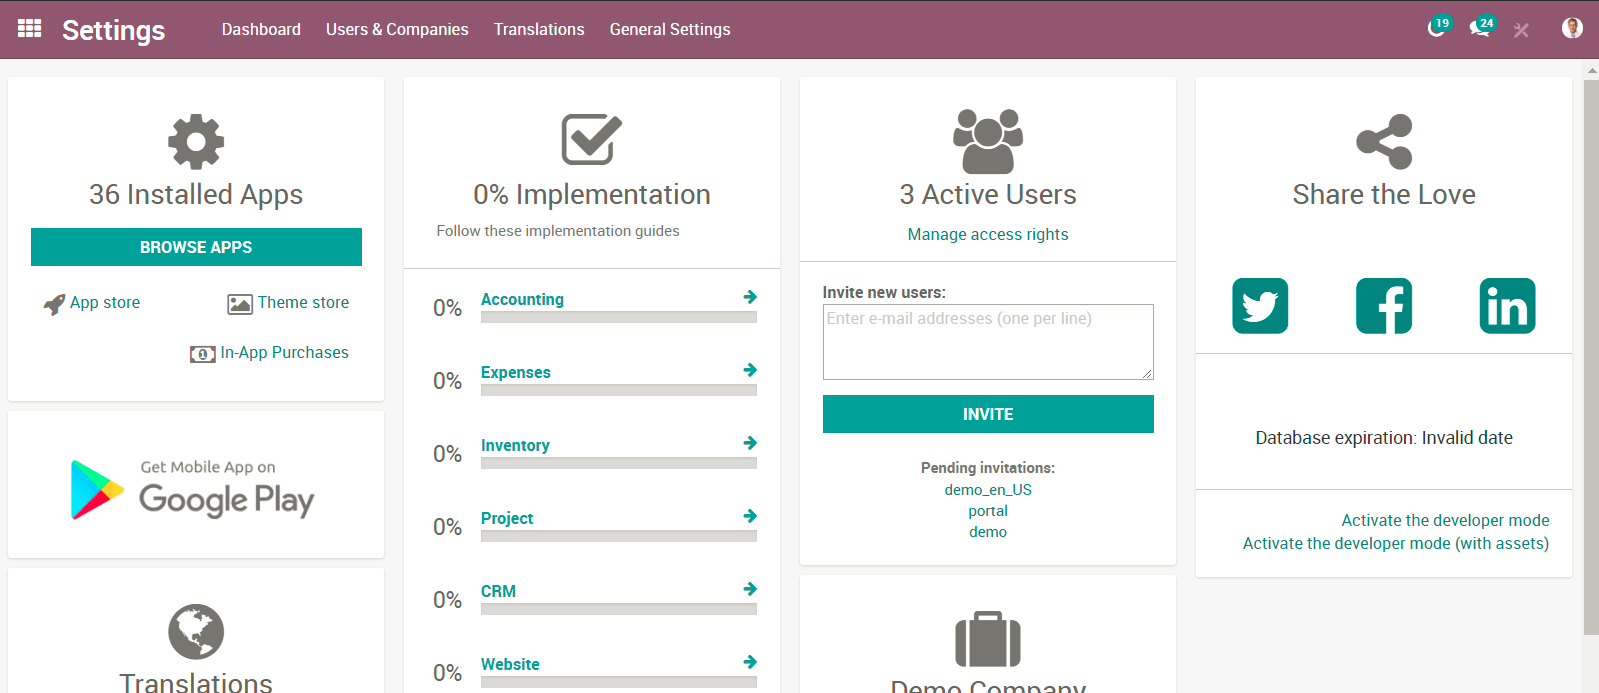 Settings
Dashboard
Users & Companies
Translations
General Settings
19
24
36 Installed Apps
BROWSE APPS
App store
Theme store
In-App Purchases
Get Mobile App on
Google Play
Translations
0% Implementation
Follow these implementation guides
0% Accounting
0% Expenses
0% Inventory
0% Project
0% CRM
0% Website
3 Active Users
Manage access rights
Invite new users:
Enter e-mail addresses (one per line)
INVITE
Pending invitations:
demo_en_US
portal
demo
Demo Company
Share the Love
Database expiration: Invalid date
Activate the developer mode
Activate the developer mode (with assets)